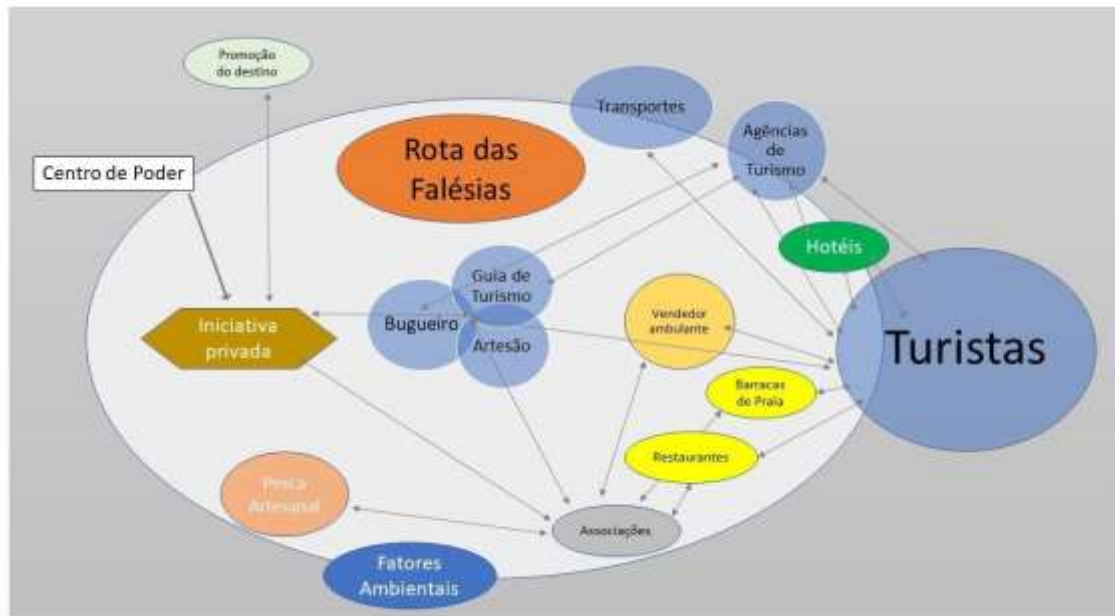 Promoção
do destino
Transportes
Agências
de
Turismo
Rota das
Falésias
Centro de Poder
Hotéis
Guia de
Turismo
Bugueiro
Artesão
Vendedor
ambulante
Iniciativa
privada
Turistas
Barracas
de Praia
Restaurantes
Pesca
Artesanal
Associações
Fatores
Ambientais